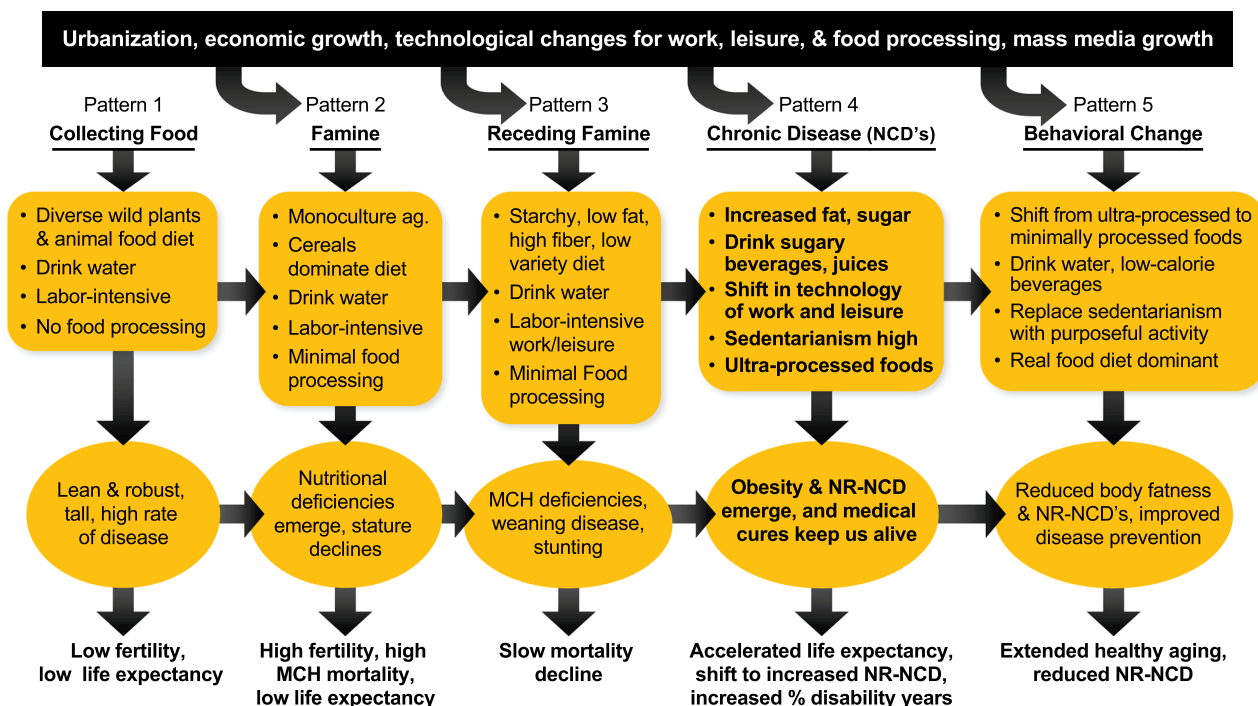 Urbanization, economic growth, technological changes for work, leisure, & food processing, mass media growth
Pattern 1
Collecting Food
Pattern 2
Famine
Pattern 3
Receding Famine
Pattern 4
Chronic Disease (NCD’s)
Pattern 5
Behavioral Change
• Diverse wild plants
& animal food diet
• Drink water
• Labor-intensive
• No food processing
• Monoculture ag.
• Cereals
dominate diet
• Drink water
• Labor-intensive
• Minimal food
processing
• Starchy, low fat,
high fiber, low
variety diet
• Drink water
• Labor-intensive
work/leisure
• Minimal Food
processing
• Increased fat, sugar
• Drink sugary
beverages, juices
• Shift in technology
of work and leisure
• Sedentarianism high
• Ultra-processed foods
• Shift from ultra-processed to
minimally processed foods
• Drink water, low-calorie
beverages
• Replace sedentarianism
with purposeful activity
• Real food diet dominant
Lean & robust,
tall, high rate
of disease
Nutritional
deficiencies
emerge, stature
declines
MCH deficiencies,
weaning disease,
stunting
Obesity & NR-NCD
emerge, and medical
cures keep us alive
Reduced body fatness
& NR-NCD’s, improved
disease prevention
Low fertility,
low life expectancy
High fertility, high
MCH mortality,
low life expectancy
Slow mortality
decline
Accelerated life expectancy,
shift to increased NR-NCD,
increased % disability years
Extended healthy aging,
reduced NR-NCD